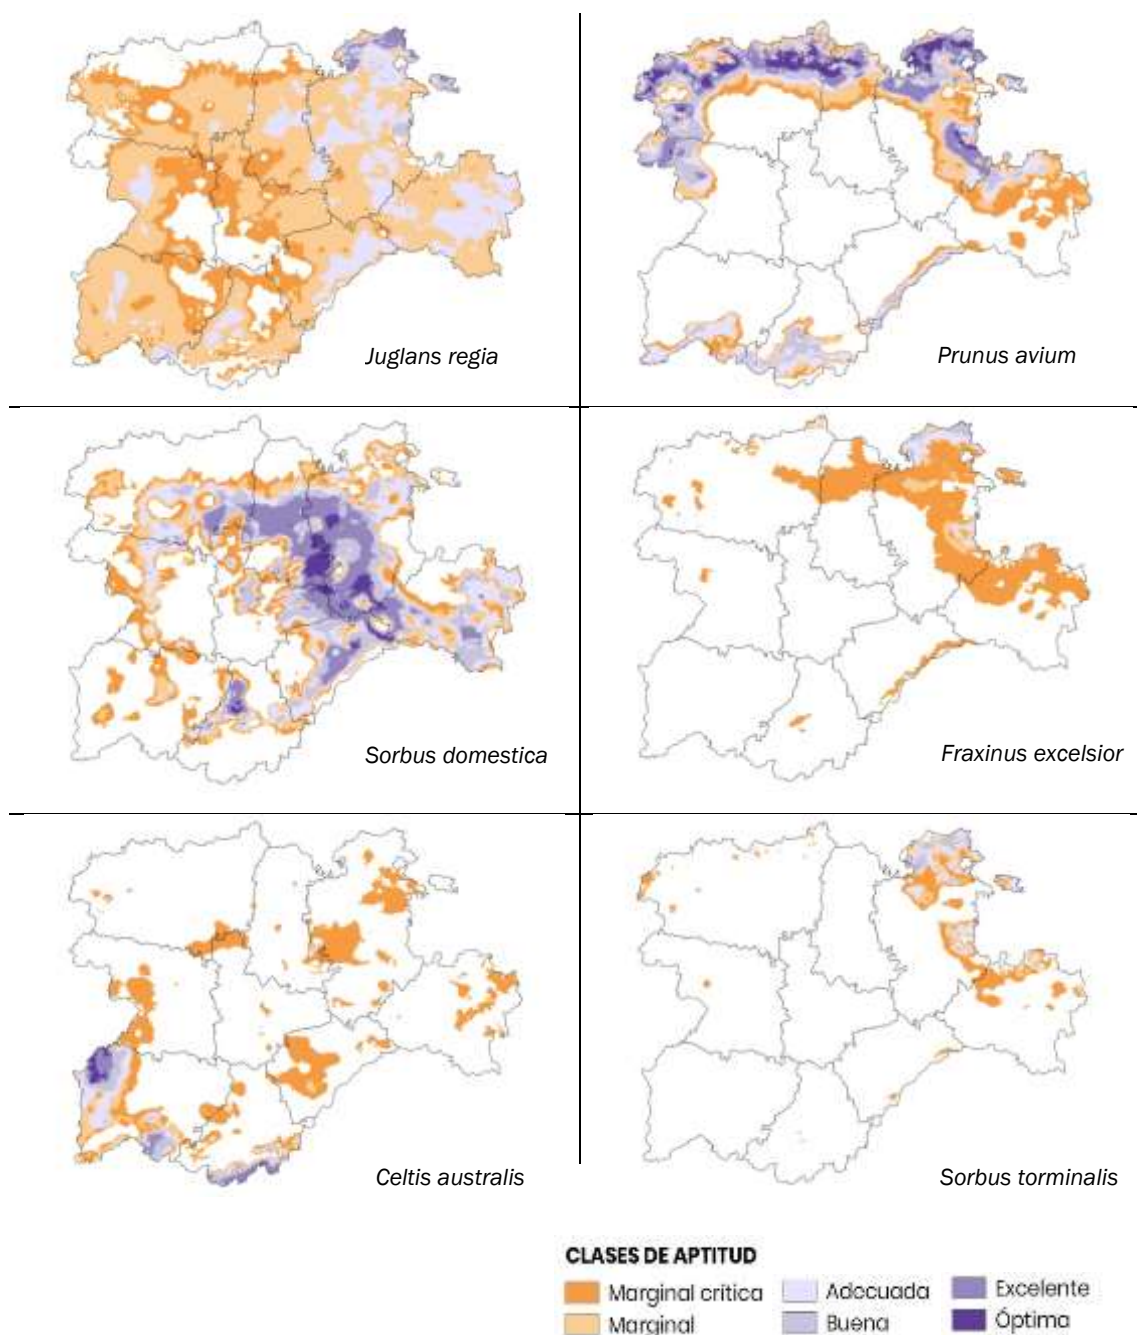 Juglans regia
Prunus avium
Sorbus domestica
Fraxinus excelsior
Celtis australis
Sorbus torminalis
CLASES DE APTITUD
Marginal crítica
Adecuada
Excelente
Marginal
Buena
Óptima